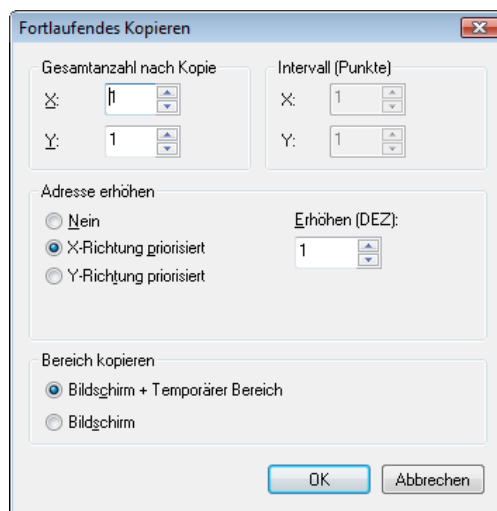 Fortlaufendes Kopieren
Gesamtanzahl nach Kopie
X: 1
Y: 1
Intervall (Punkte)
X: 1
Y: 1
Adresse erhöhen
Nein
X-Richtung priorisiert
Y-Richtung priorisiert
Erhöhen (DEZ):
1
Bereich kopieren
Bildschirm + Temporärer Bereich
Bildschirm
OK
Abbrechen